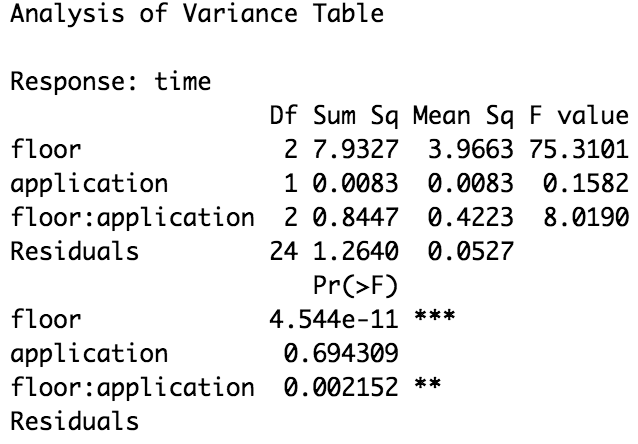 Analysis of Variance Table
Response: time
Df Sum Sq Mean Sq F value
floor 2 7.9327 3.9663 75.3101
application 1 0.0083 0.0083 0.1582
floor:application 2 0.8447 0.4223 8.0190
Residuals 24 1.2640 0.0527
Pr(>F)
floor 4.544e-11 ***
application 0.694309
floor:application 0.002152 **
Residuals